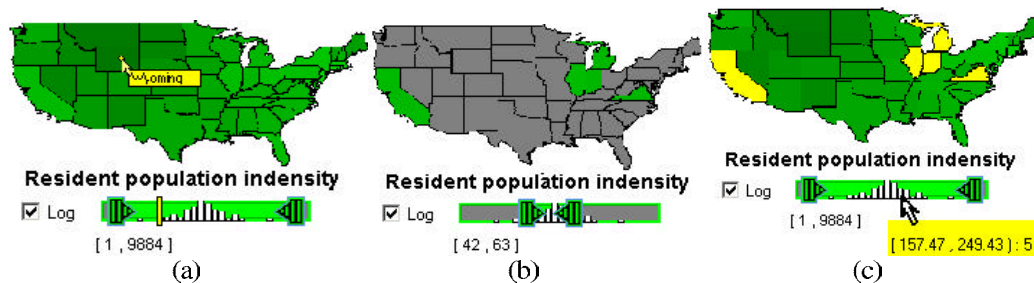 Wyoming
Resident population indensity
Log
[ 1 , 9884 ]
(a)
Resident population indensity
Log
[ 42 , 63 ]
(b)
Resident population indensity
Log
[ 1 , 9884 ]
[ 157.47 , 249.43 ) : 5
(c)